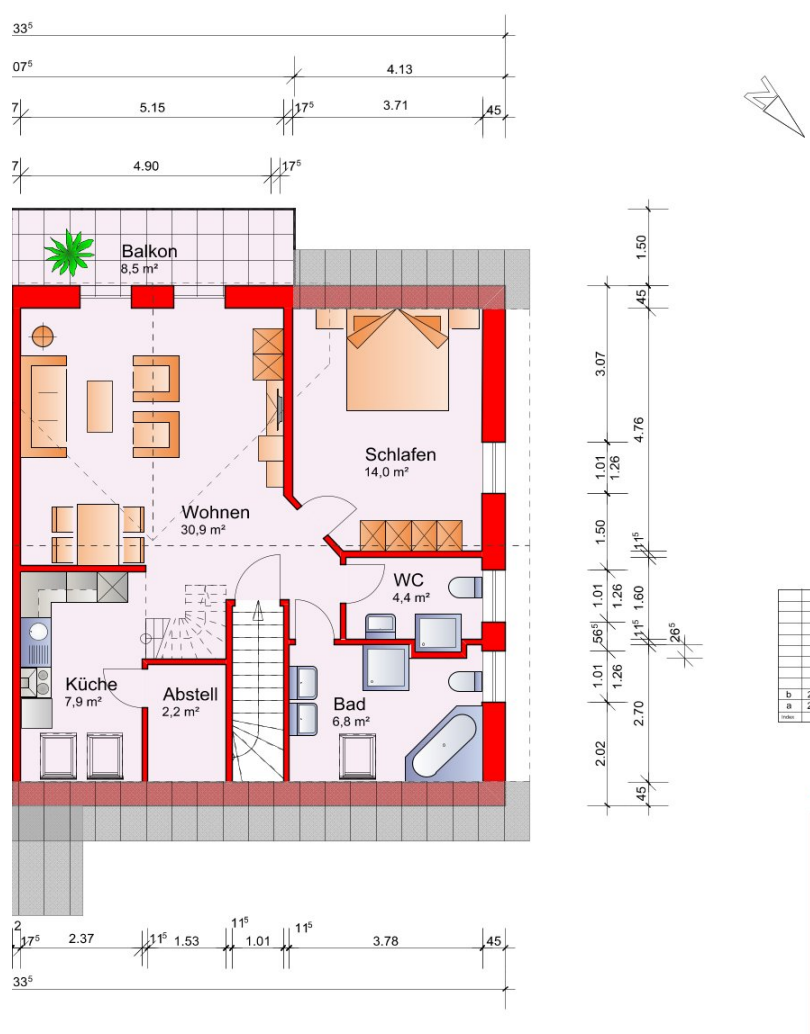 33⁵
07⁵
4.13
7 5.15 17⁵ 3.71 45
7 4.90 17⁵
N
Balkon
8,5 m²
1.50
45
3.07
4.76
Schlafen
14,0 m²
1.01
1.26
Wohnen
30,9 m²
1.50
11⁵
WC
4,4 m²
1.01
1.26
1.60
56⁵
11⁵
26⁵
Küche
7,9 m²
Abstell
2,2 m²
Bad
6,8 m²
1.01
1.26
2.70
2.02
45
b 2
a 2
Index
2
17⁵ 2.37 11⁵ 1.53 11⁵ 1.01 11⁵ 3.78 45
33⁵